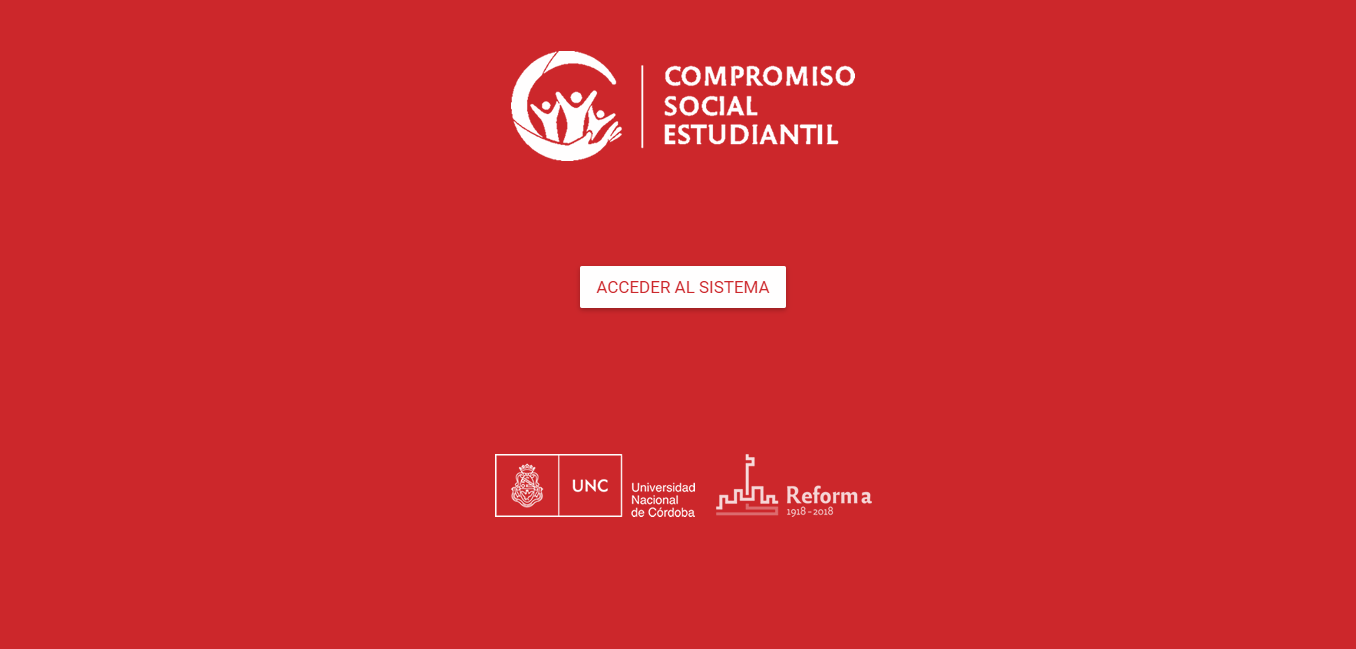 COMPROMISO
SOCIAL
ESTUDIANTIL
ACCEDER AL SISTEMA
UNC
Universidad
Nacional
de Córdoba
Reforma
1918-2018